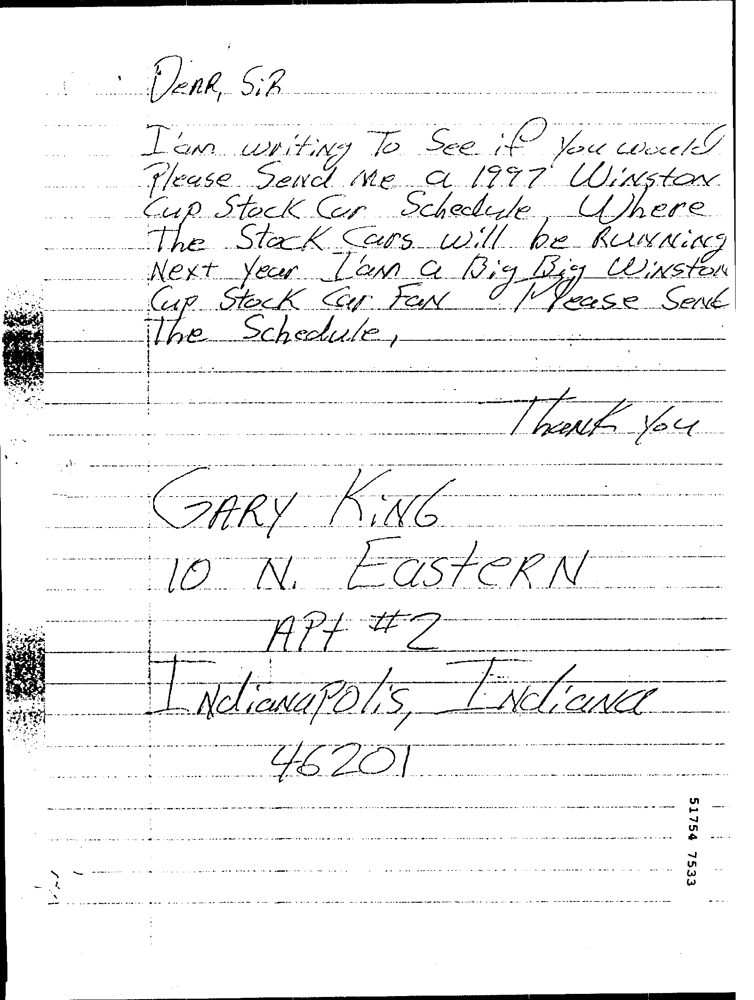 Dear, Sir
I'am writing To See if you would
Please Send Me a 1997 Winston
Cup Stock Car Schedule, Where
The Stock Cars will be Running
Next Year I'am a Big Big Winston
Cup Stock Car Fan Please Sent
The Schedule,
Thank You
GARY KiNG
10 N. EasteRN
APt #2
INdiaNaPolis, INdiaNa
46201
51754 7533